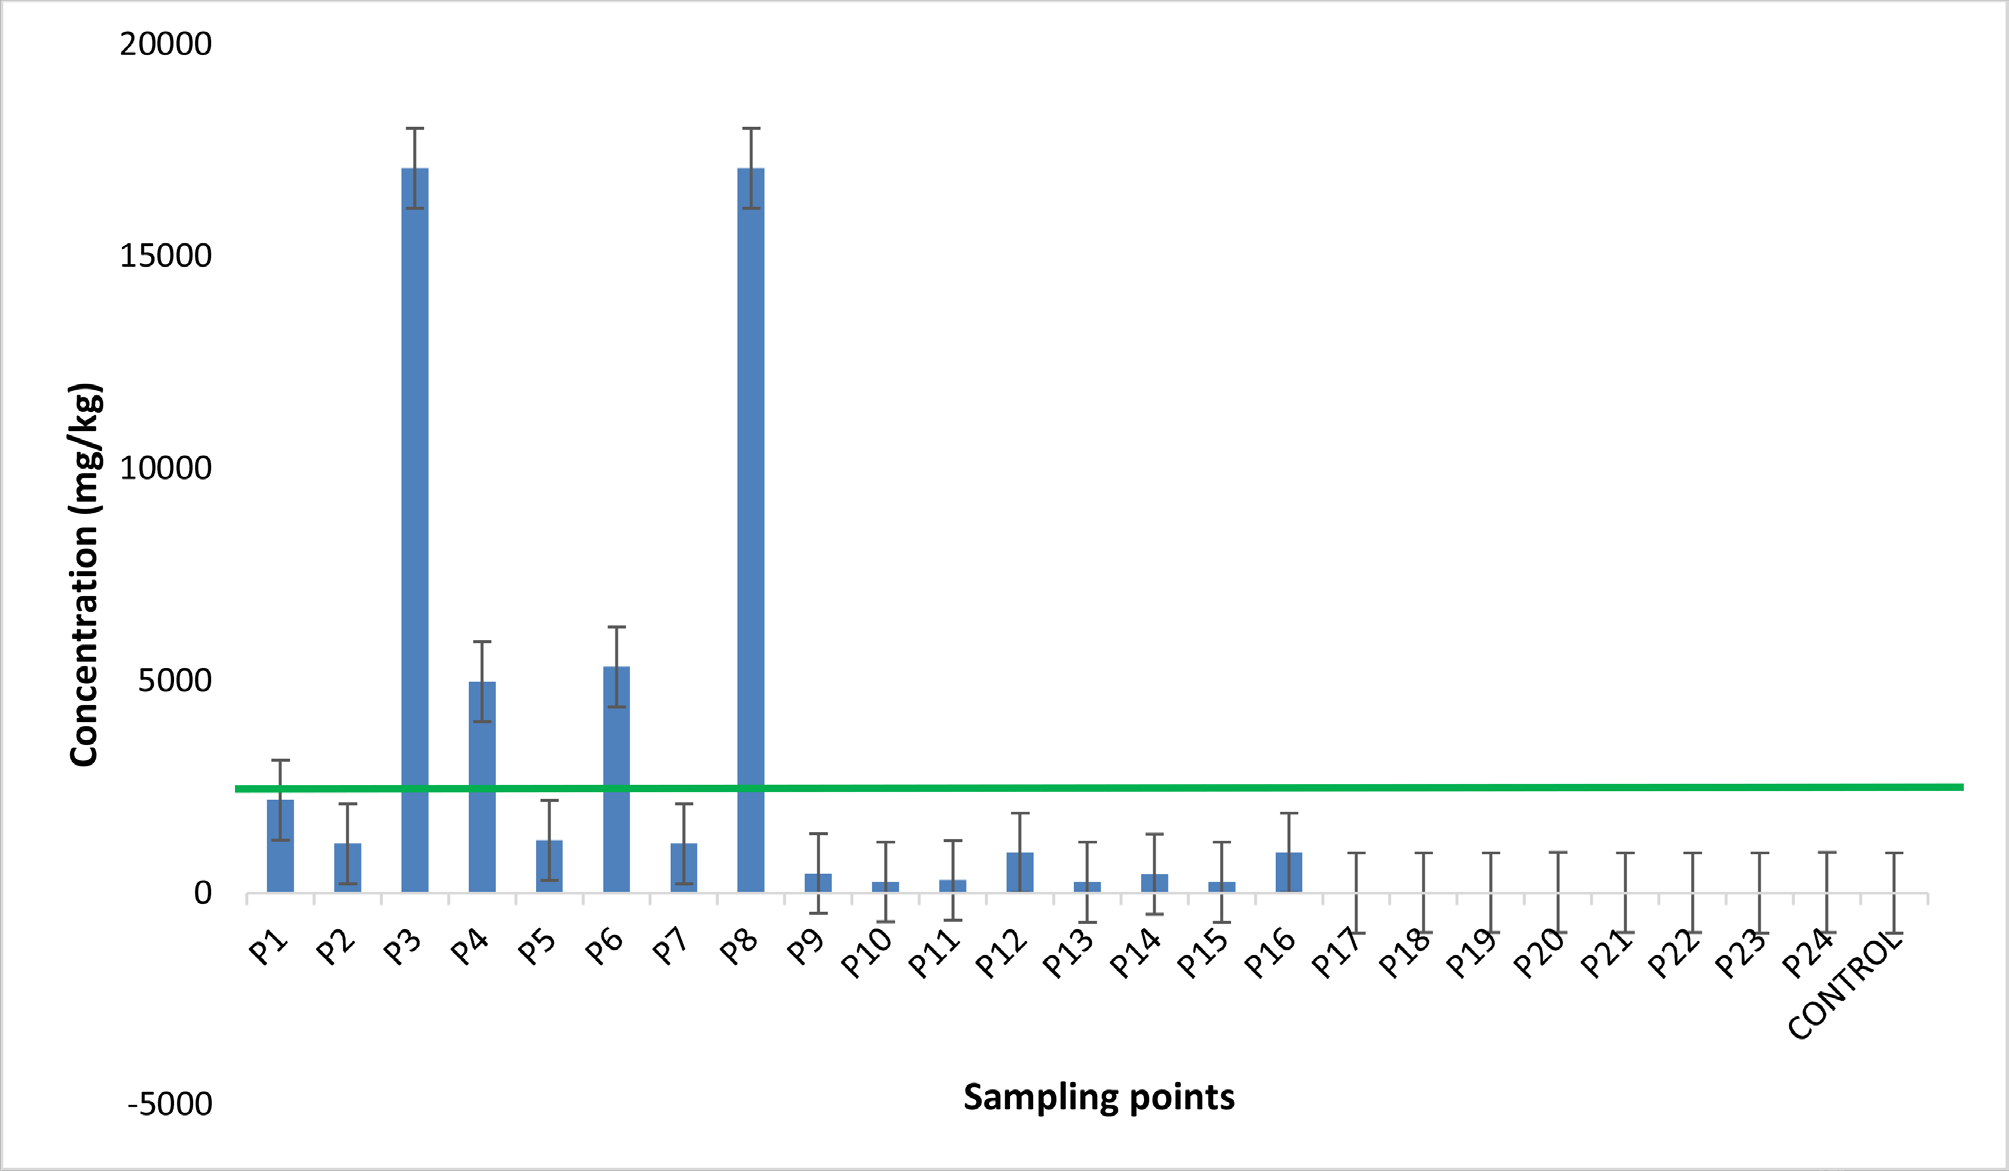 20000
15000
10000
5000
0
-5000
Concentration (mg/kg)
P1
P2
P3
P4
P5
P6
P7
P8
P9
P10
P11
P12
P13
P14
P15
P16
P17
P18
P19
P20
P21
P22
P23
P24
CONTROL
Sampling points